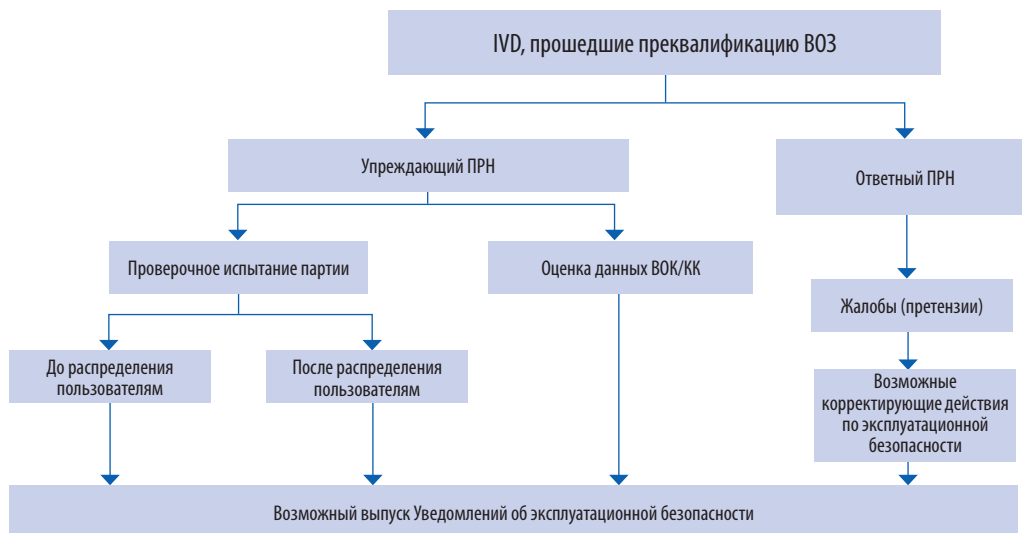 IVD, прошедшие преквалификацию ВОЗ
Упреждающий ПРН
Ответный ПРН
Проверочное испытание партии
Оценка данных ВОК/КК
Жалобы (претензии)
До распределения
пользователям
После распределения
пользователям
Возможные
корректирующие действия
по эксплуатационной
безопасности
Возможный выпуск Уведомлений об эксплуатационной безопасности